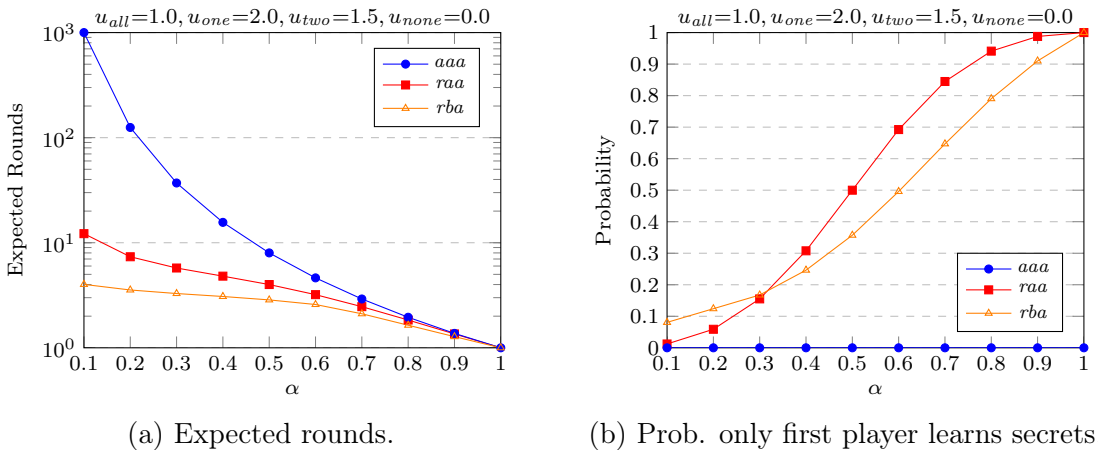 u_all=1.0, u_one=2.0, u_two=1.5, u_none=0.0
Expected Rounds
10^3
10^2
10^1
10^0
aaa
raa
rba
0.1 0.2 0.3 0.4 0.5 0.6 0.7 0.8 0.9 1
α
(a) Expected rounds.
u_all=1.0, u_one=2.0, u_two=1.5, u_none=0.0
Probability
1
0.9
0.8
0.7
0.6
0.5
0.4
0.3
0.2
0.1
0
aaa
raa
rba
0.1 0.2 0.3 0.4 0.5 0.6 0.7 0.8 0.9 1
α
(b) Prob. only first player learns secrets